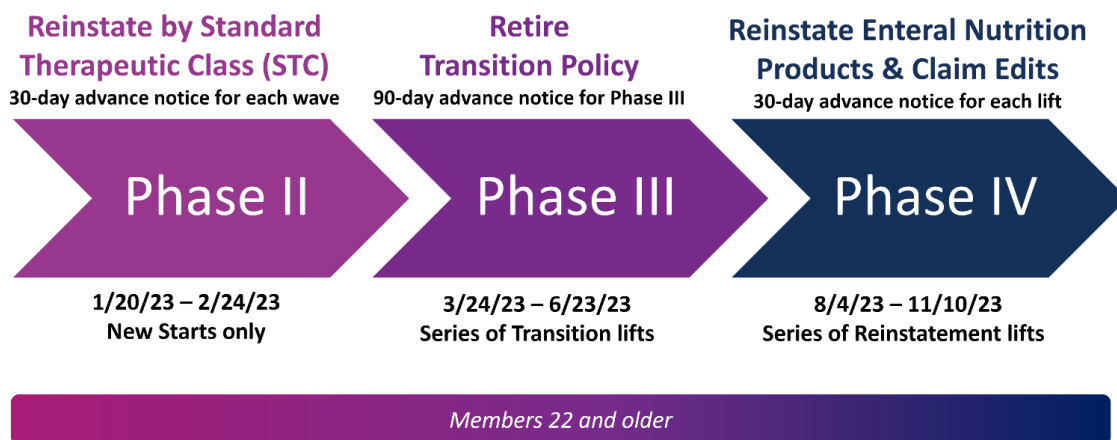 Reinstate by Standard
Therapeutic Class (STC)
30-day advance notice for each wave
Phase II
1/20/23 – 2/24/23
New Starts only
Retire
Transition Policy
90-day advance notice for Phase III
Phase III
3/24/23 – 6/23/23
Series of Transition lifts
Reinstate Enteral Nutrition
Products & Claim Edits
30-day advance notice for each lift
Phase IV
8/4/23 – 11/10/23
Series of Reinstatement lifts
Members 22 and older